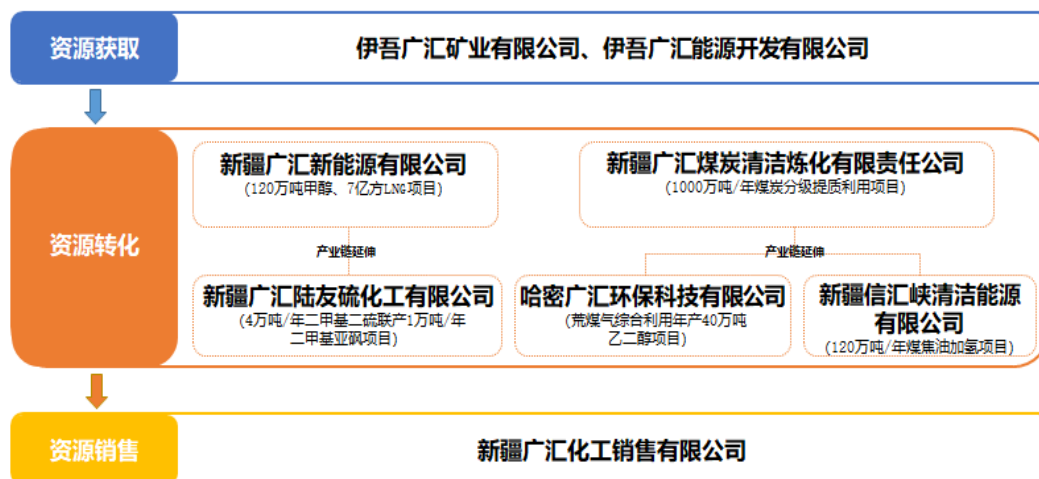 资源获取
伊吾广汇矿业有限公司、伊吾广汇能源开发有限公司
资源转化
新疆广汇新能源有限公司
(120万吨甲醇、7亿方LNG项目)
新疆广汇煤炭清洁炼化有限责任公司
(1000万吨/年煤炭分级提质利用项目)
产业链延伸
产业链延伸
新疆广汇陆友硫化工有限公司
(4万吨/年二甲基二硫联产1万吨/年
二甲基亚砜项目)
哈密广汇环保科技有限公司
(荒煤气综合利用年产40万吨
乙二醇项目)
新疆信汇峡清洁能源
有限公司
(120万吨/年煤焦油加氢项目)
资源销售
新疆广汇化工销售有限公司